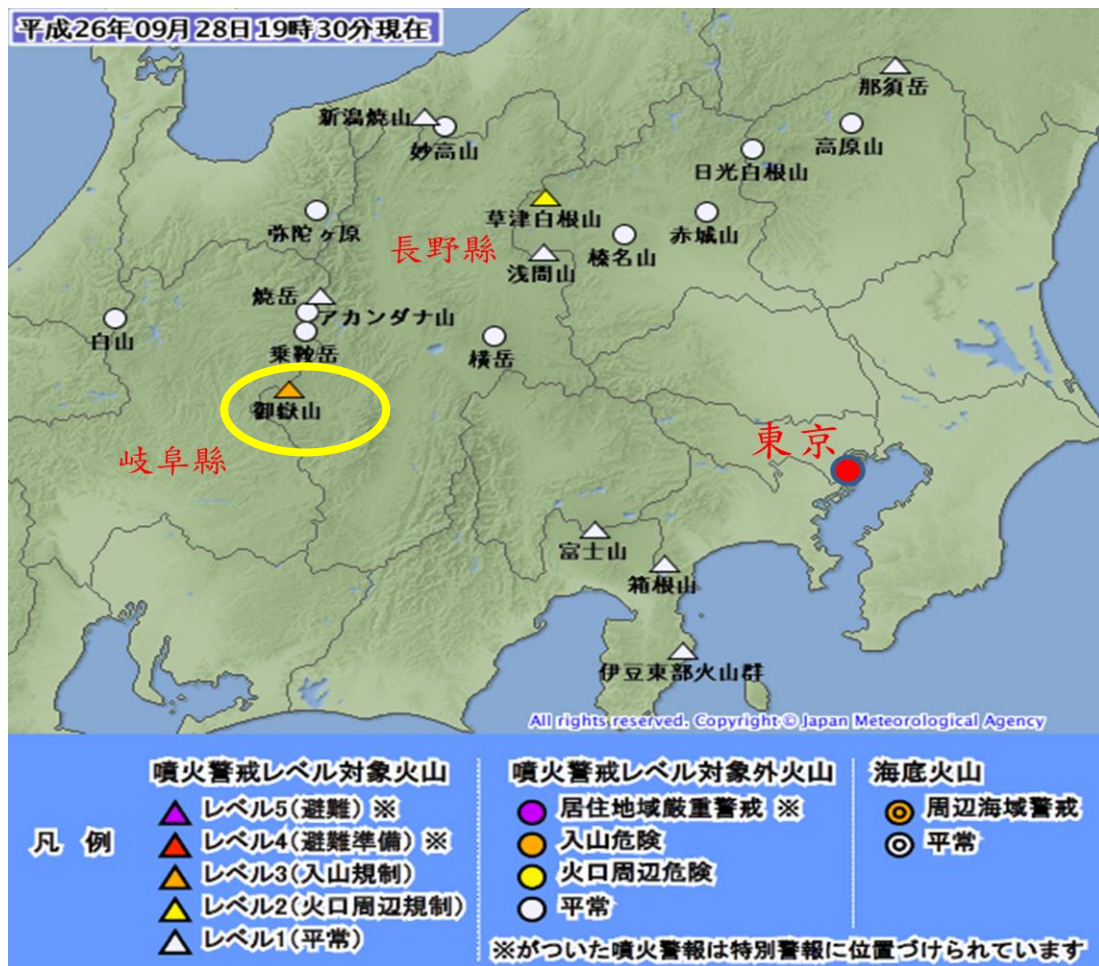 平成26年09月28日19時30分現在
那須岳
新潟焼山
妙高山
高原山
日光白根山
草津白根山
弥陀ヶ原
長野縣
榛名山
赤城山
浅間山
焼岳
アカンダナ山
白山
乗鞍岳
横岳
御嶽山
岐阜縣
東京
富士山
箱根山
伊豆東部火山群
All rights reserved. Copyright © Japan Meteorological Agency
凡 例
噴火警戒レベル対象火山
レベル5(避難) ※
レベル4(避難準備) ※
レベル3(入山規制)
レベル2(火口周辺規制)
レベル1(平常)
噴火警戒レベル対象外火山
居住地域厳重警戒 ※
入山危険
火口周辺危険
平常
※がついた噴火警報は特別警報に位置づけられています
海底火山
周辺海域警戒
平常